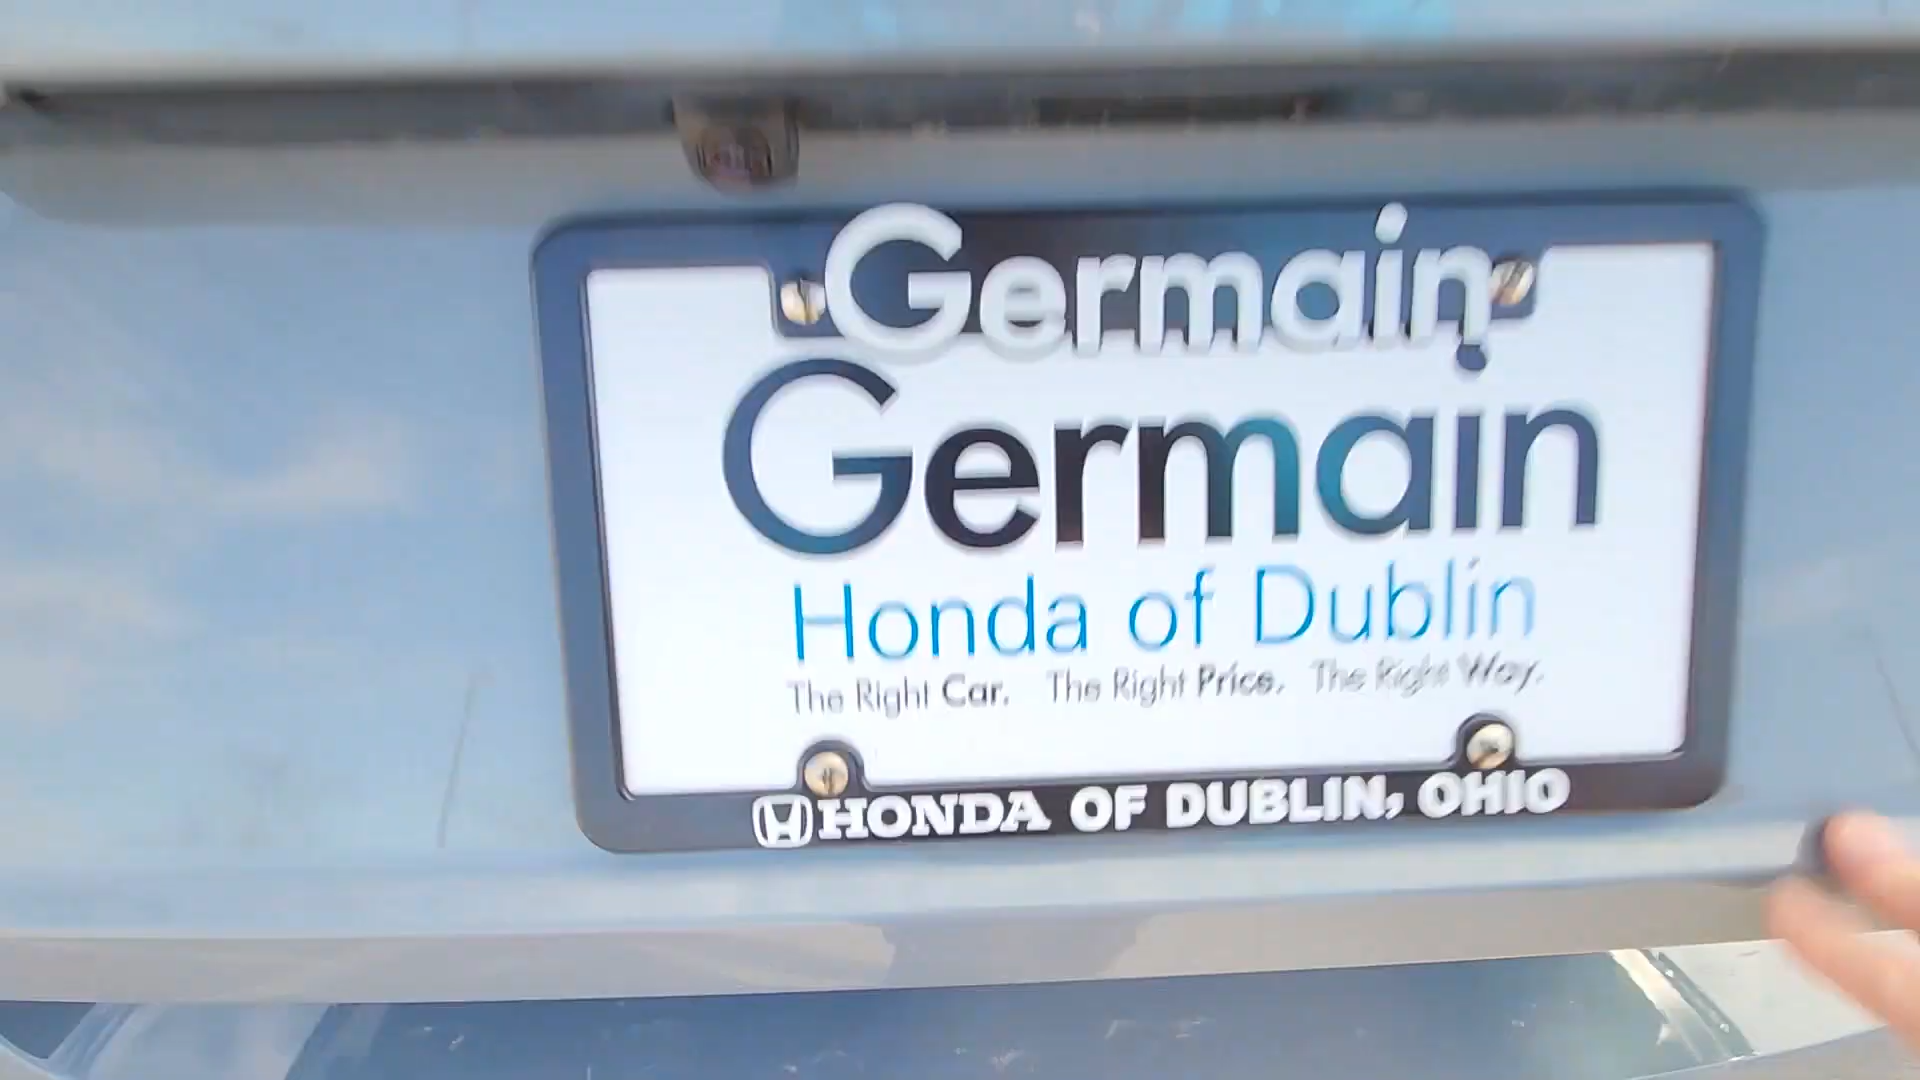 Germain
Germain
Honda of Dublin
The Right Car. The Right Price. The Right Way.
HONDA OF DUBLIN, OHIO